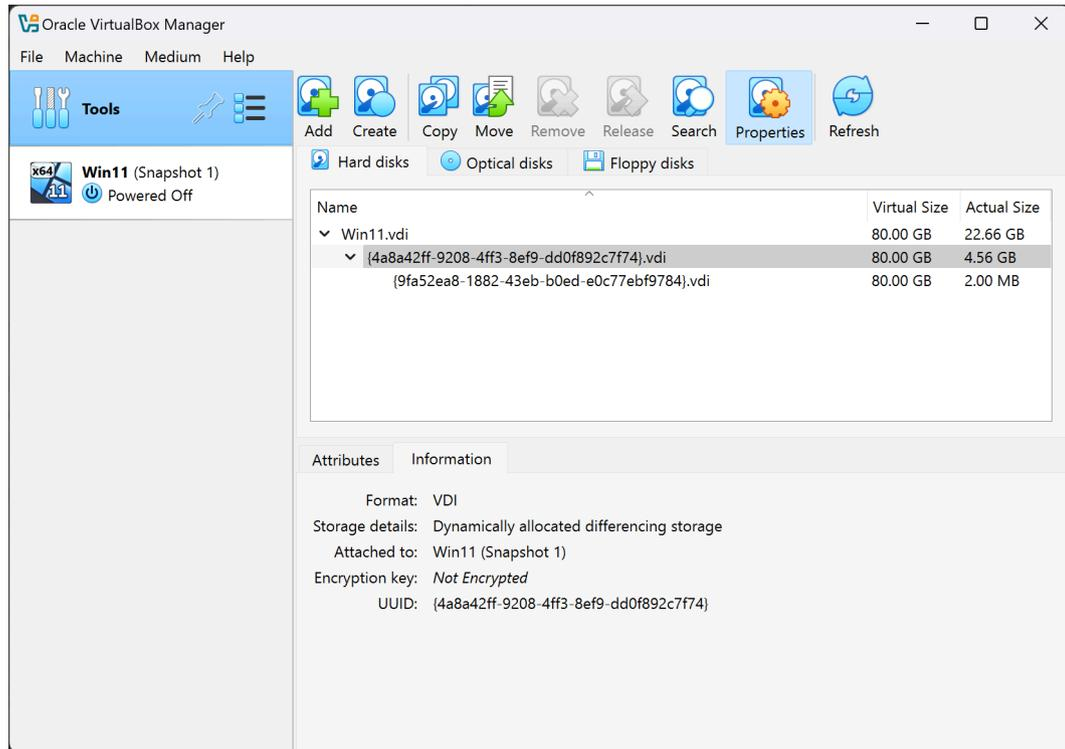 Oracle VirtualBox Manager
File Machine Medium Help
Tools
Add Create Copy Move Remove Release Search Properties Refresh
x64 11
Win11 (Snapshot 1)
Powered Off
Hard disks Optical disks Floppy disks
Name Virtual Size Actual Size
Win11.vdi 80.00 GB 22.66 GB
{4a8a42ff-9208-4ff3-8ef9-dd0f892c7f74}.vdi 80.00 GB 4.56 GB
{9fa52ea8-1882-43eb-b0ed-e0c77ebf9784}.vdi 80.00 GB 2.00 MB
Attributes Information
Format: VDI
Storage details: Dynamically allocated differencing storage
Attached to: Win11 (Snapshot 1)
Encryption key: Not Encrypted
UUID: {4a8a42ff-9208-4ff3-8ef9-dd0f892c7f74}